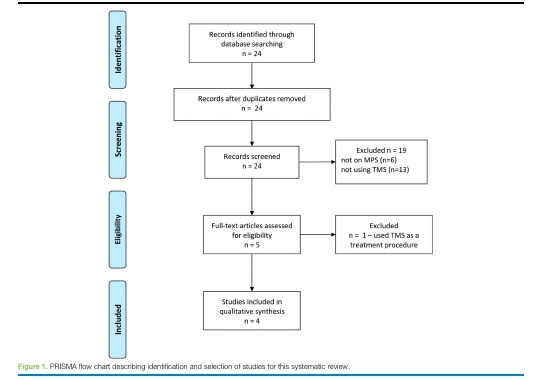 Identification
Records identified through
database searching
n = 24
Records after duplicates removed
n = 24
Screening
Records screened
n = 24
Excluded n = 19
not on MPS (n=6)
not using TMS (n=13)
Eligibility
Full-text articles assessed
for eligibility
n = 5
Excluded
n = 1 – used TMS as a
treatment procedure
Included
Studies included in
qualitative synthesis
n = 4
Figure 1. PRISMA flow chart describing identification and selection of studies for this systematic review.